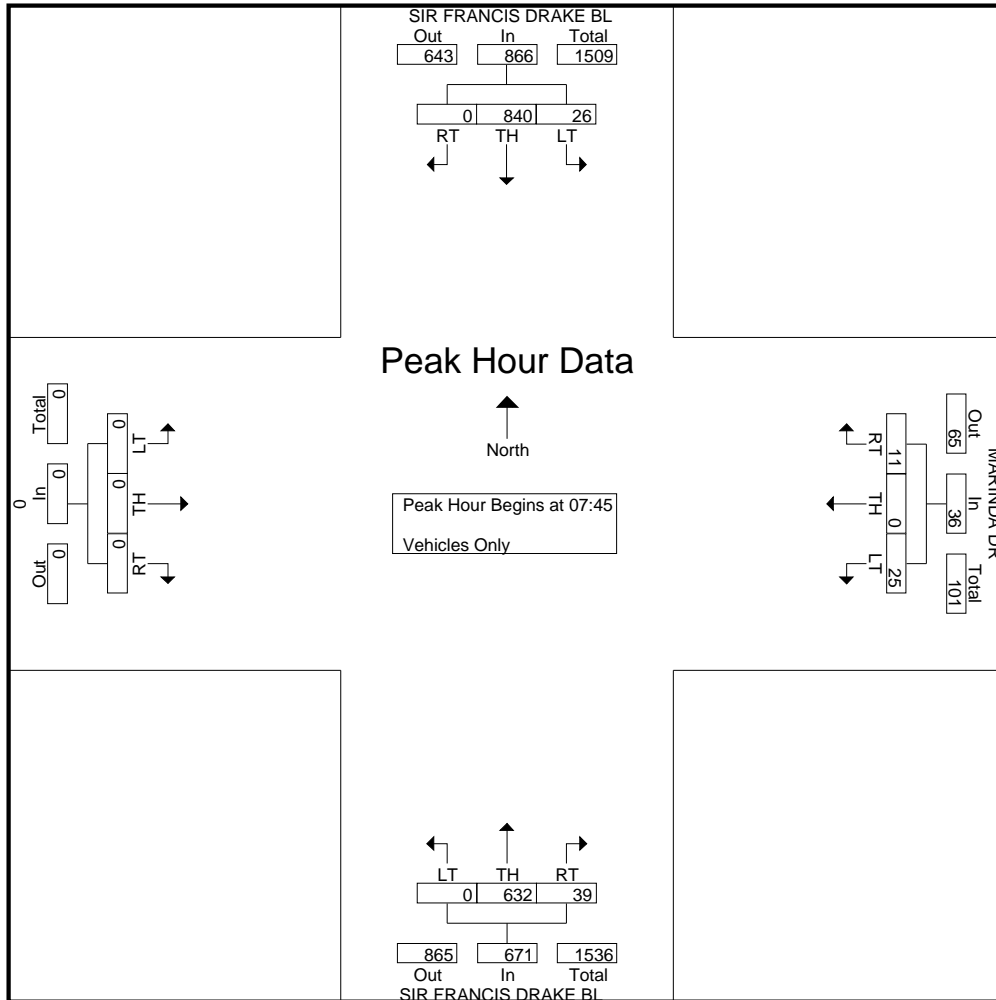 SIR FRANCIS DRAKE BL
Out In Total
643 866 1509
0 840 26
RT TH LT
Peak Hour Data
North
Peak Hour Begins at 07:45
Vehicles Only
Total In Out
0 0 0
0
LT TH RT
0 0 0
MARINDA DR
Out In Total
65 36 101
RT TH LT
11 0 25
LT TH RT
0 632 39
865 671 1536
Out In Total
SIR FRANCIS DRAKE BL